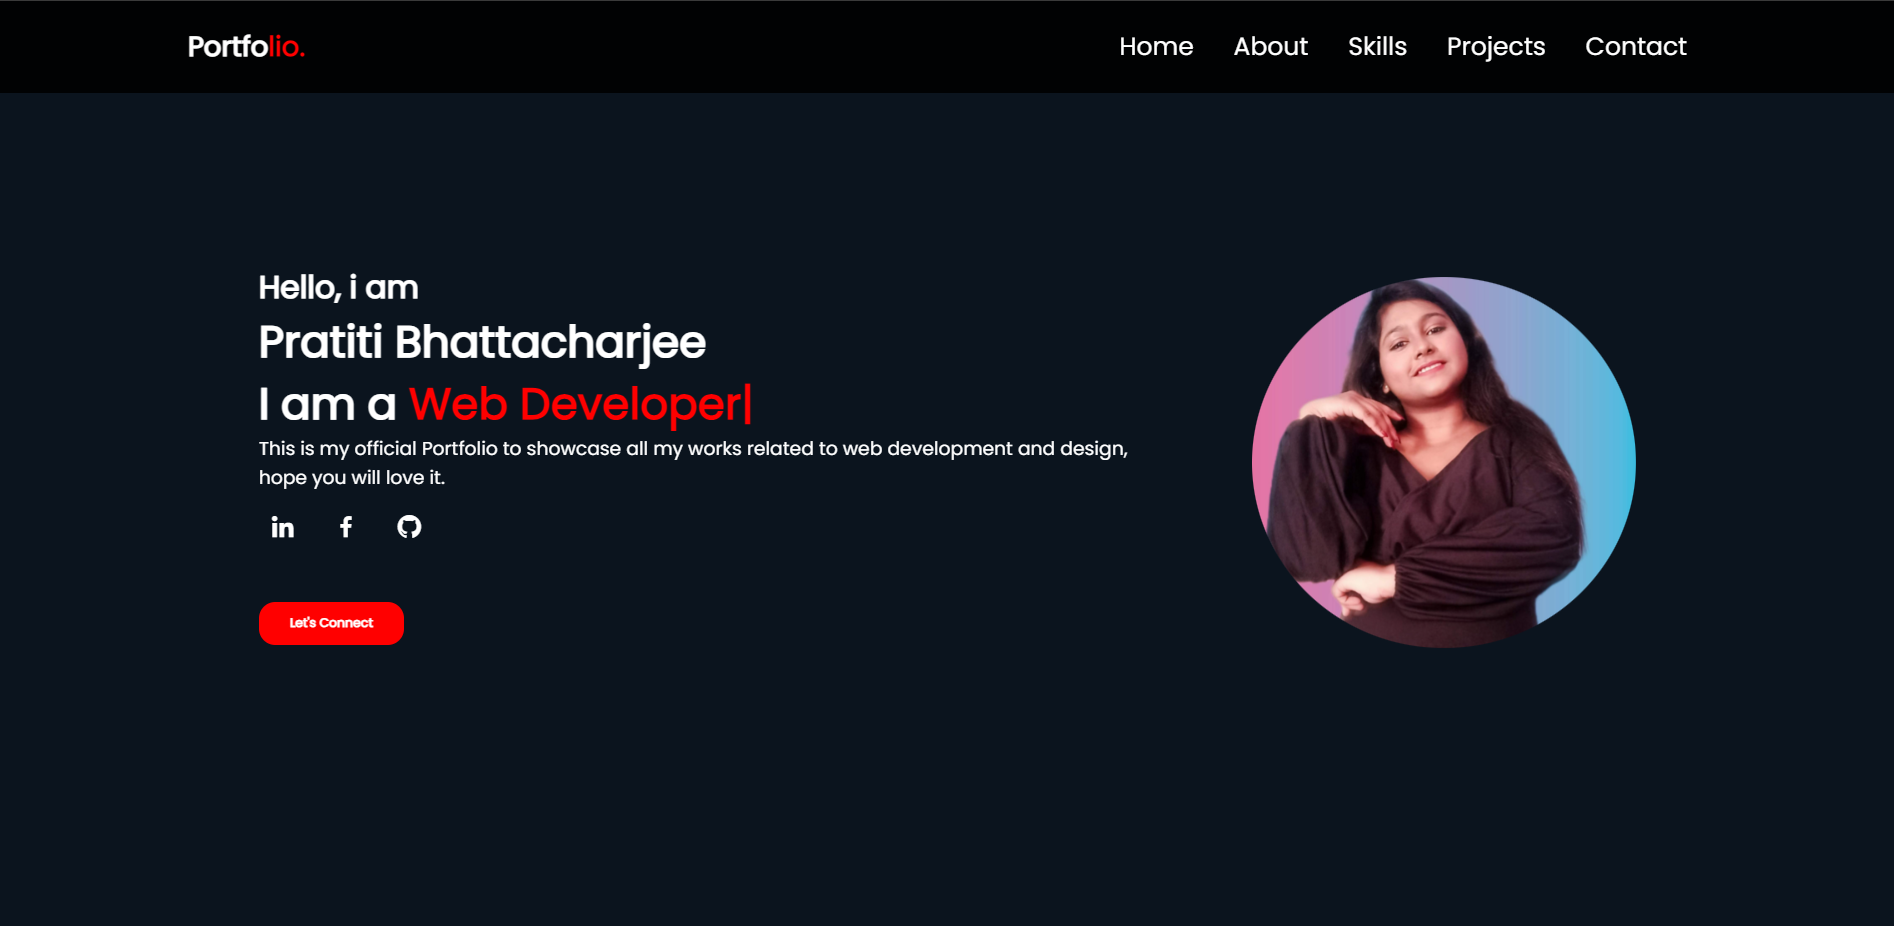 Portfolio.
Home About Skills Projects Contact
Hello, i am
Pratiti Bhattacharjee
I am a Web Developer|
This is my official Portfolio to showcase all my works related to web development and design,
hope you will love it.
Let's Connect